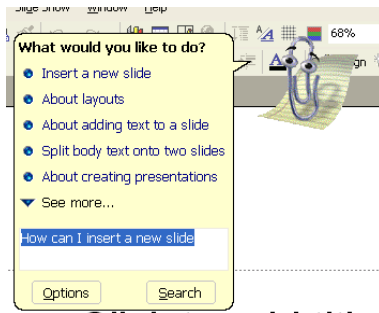 Slide Show Window Help
68%
What would you like to do?
Insert a new slide
About layouts
About adding text to a slide
Split body text onto two slides
About creating presentations
See more...
How can I insert a new slide
Options Search